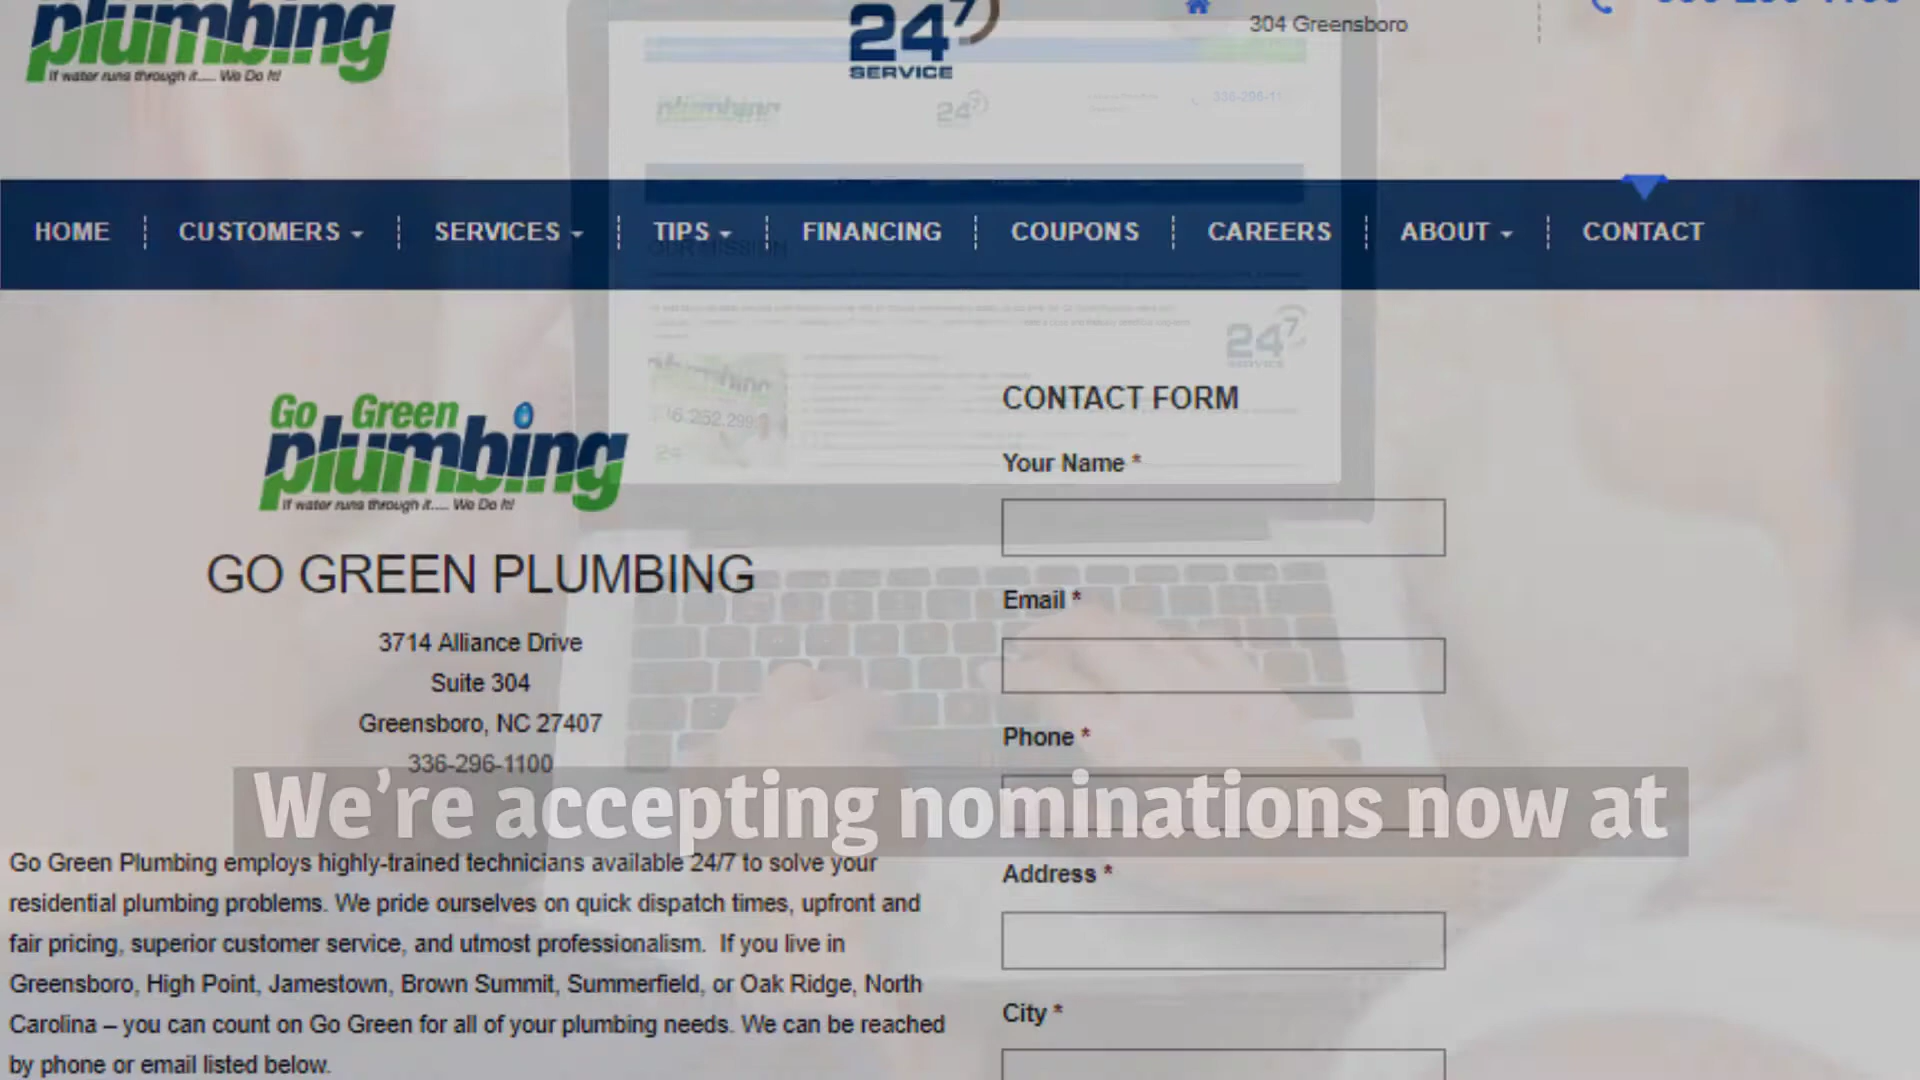 plumbing
If water runs through it.... We Do It!
24 7
SERVICE
304 Greensboro
HOME
CUSTOMERS
SERVICES
TIPS
FINANCING
COUPONS
CAREERS
ABOUT
CONTACT
OUR MISSION
24 7
SERVICE
Go Green
plumbing
If water runs through it.... We Do It!
GO GREEN PLUMBING
3714 Alliance Drive
Suite 304
Greensboro, NC 27407
336-296-1100
Go Green Plumbing employs highly-trained technicians available 24/7 to solve your
residential plumbing problems. We pride ourselves on quick dispatch times, upfront and
fair pricing, superior customer service, and utmost professionalism. If you live in
Greensboro, High Point, Jamestown, Brown Summit, Summerfield, or Oak Ridge, North
Carolina – you can count on Go Green for all of your plumbing needs. We can be reached
by phone or email listed below.
CONTACT FORM
Your Name *
Email *
Phone *
Address *
City *
We're accepting nominations now at